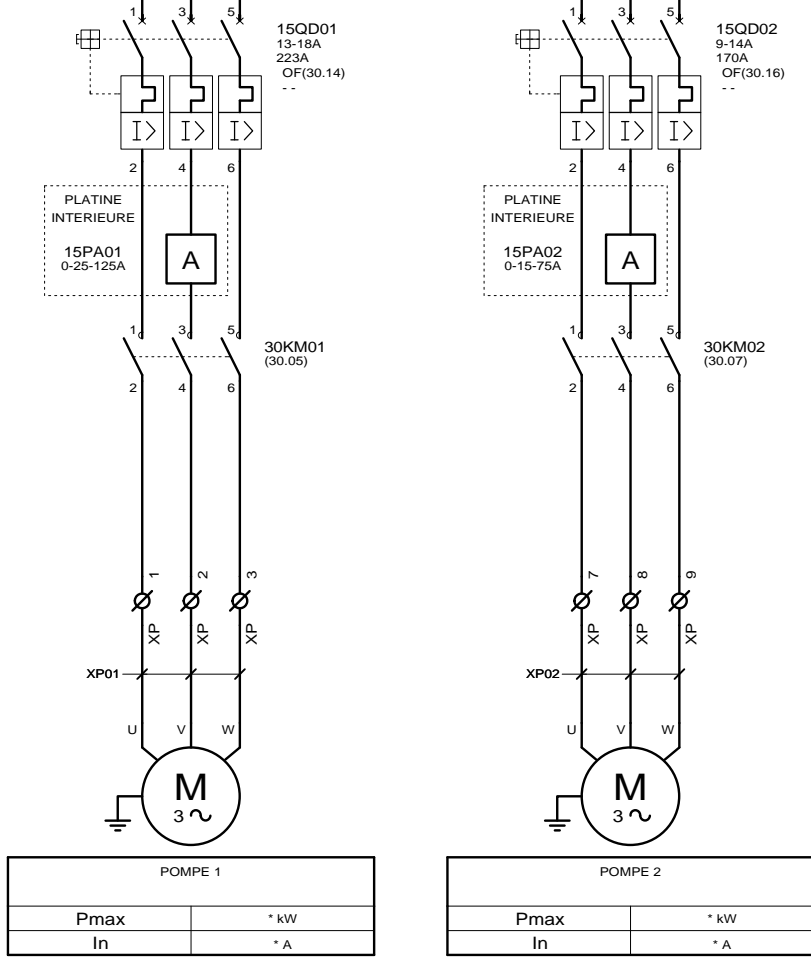 1 3 5
15QD01
13-18A
223A
OF(30.14)
- -
I> I> I>
2 4 6
PLATINE
INTERIEURE
15PA01
0-25-125A
A
1 3 5
30KM01
(30.05)
2 4 6
1 2 3
XP XP XP
XP01
U V W
M
3 ~
POMPE 1
Pmax * kW
In * A
1 3 5
15QD02
9-14A
170A
OF(30.16)
- -
I> I> I>
2 4 6
PLATINE
INTERIEURE
15PA02
0-15-75A
A
1 3 5
30KM02
(30.07)
2 4 6
7 8 9
XP XP XP
XP02
U V W
M
3 ~
POMPE 2
Pmax * kW
In * A